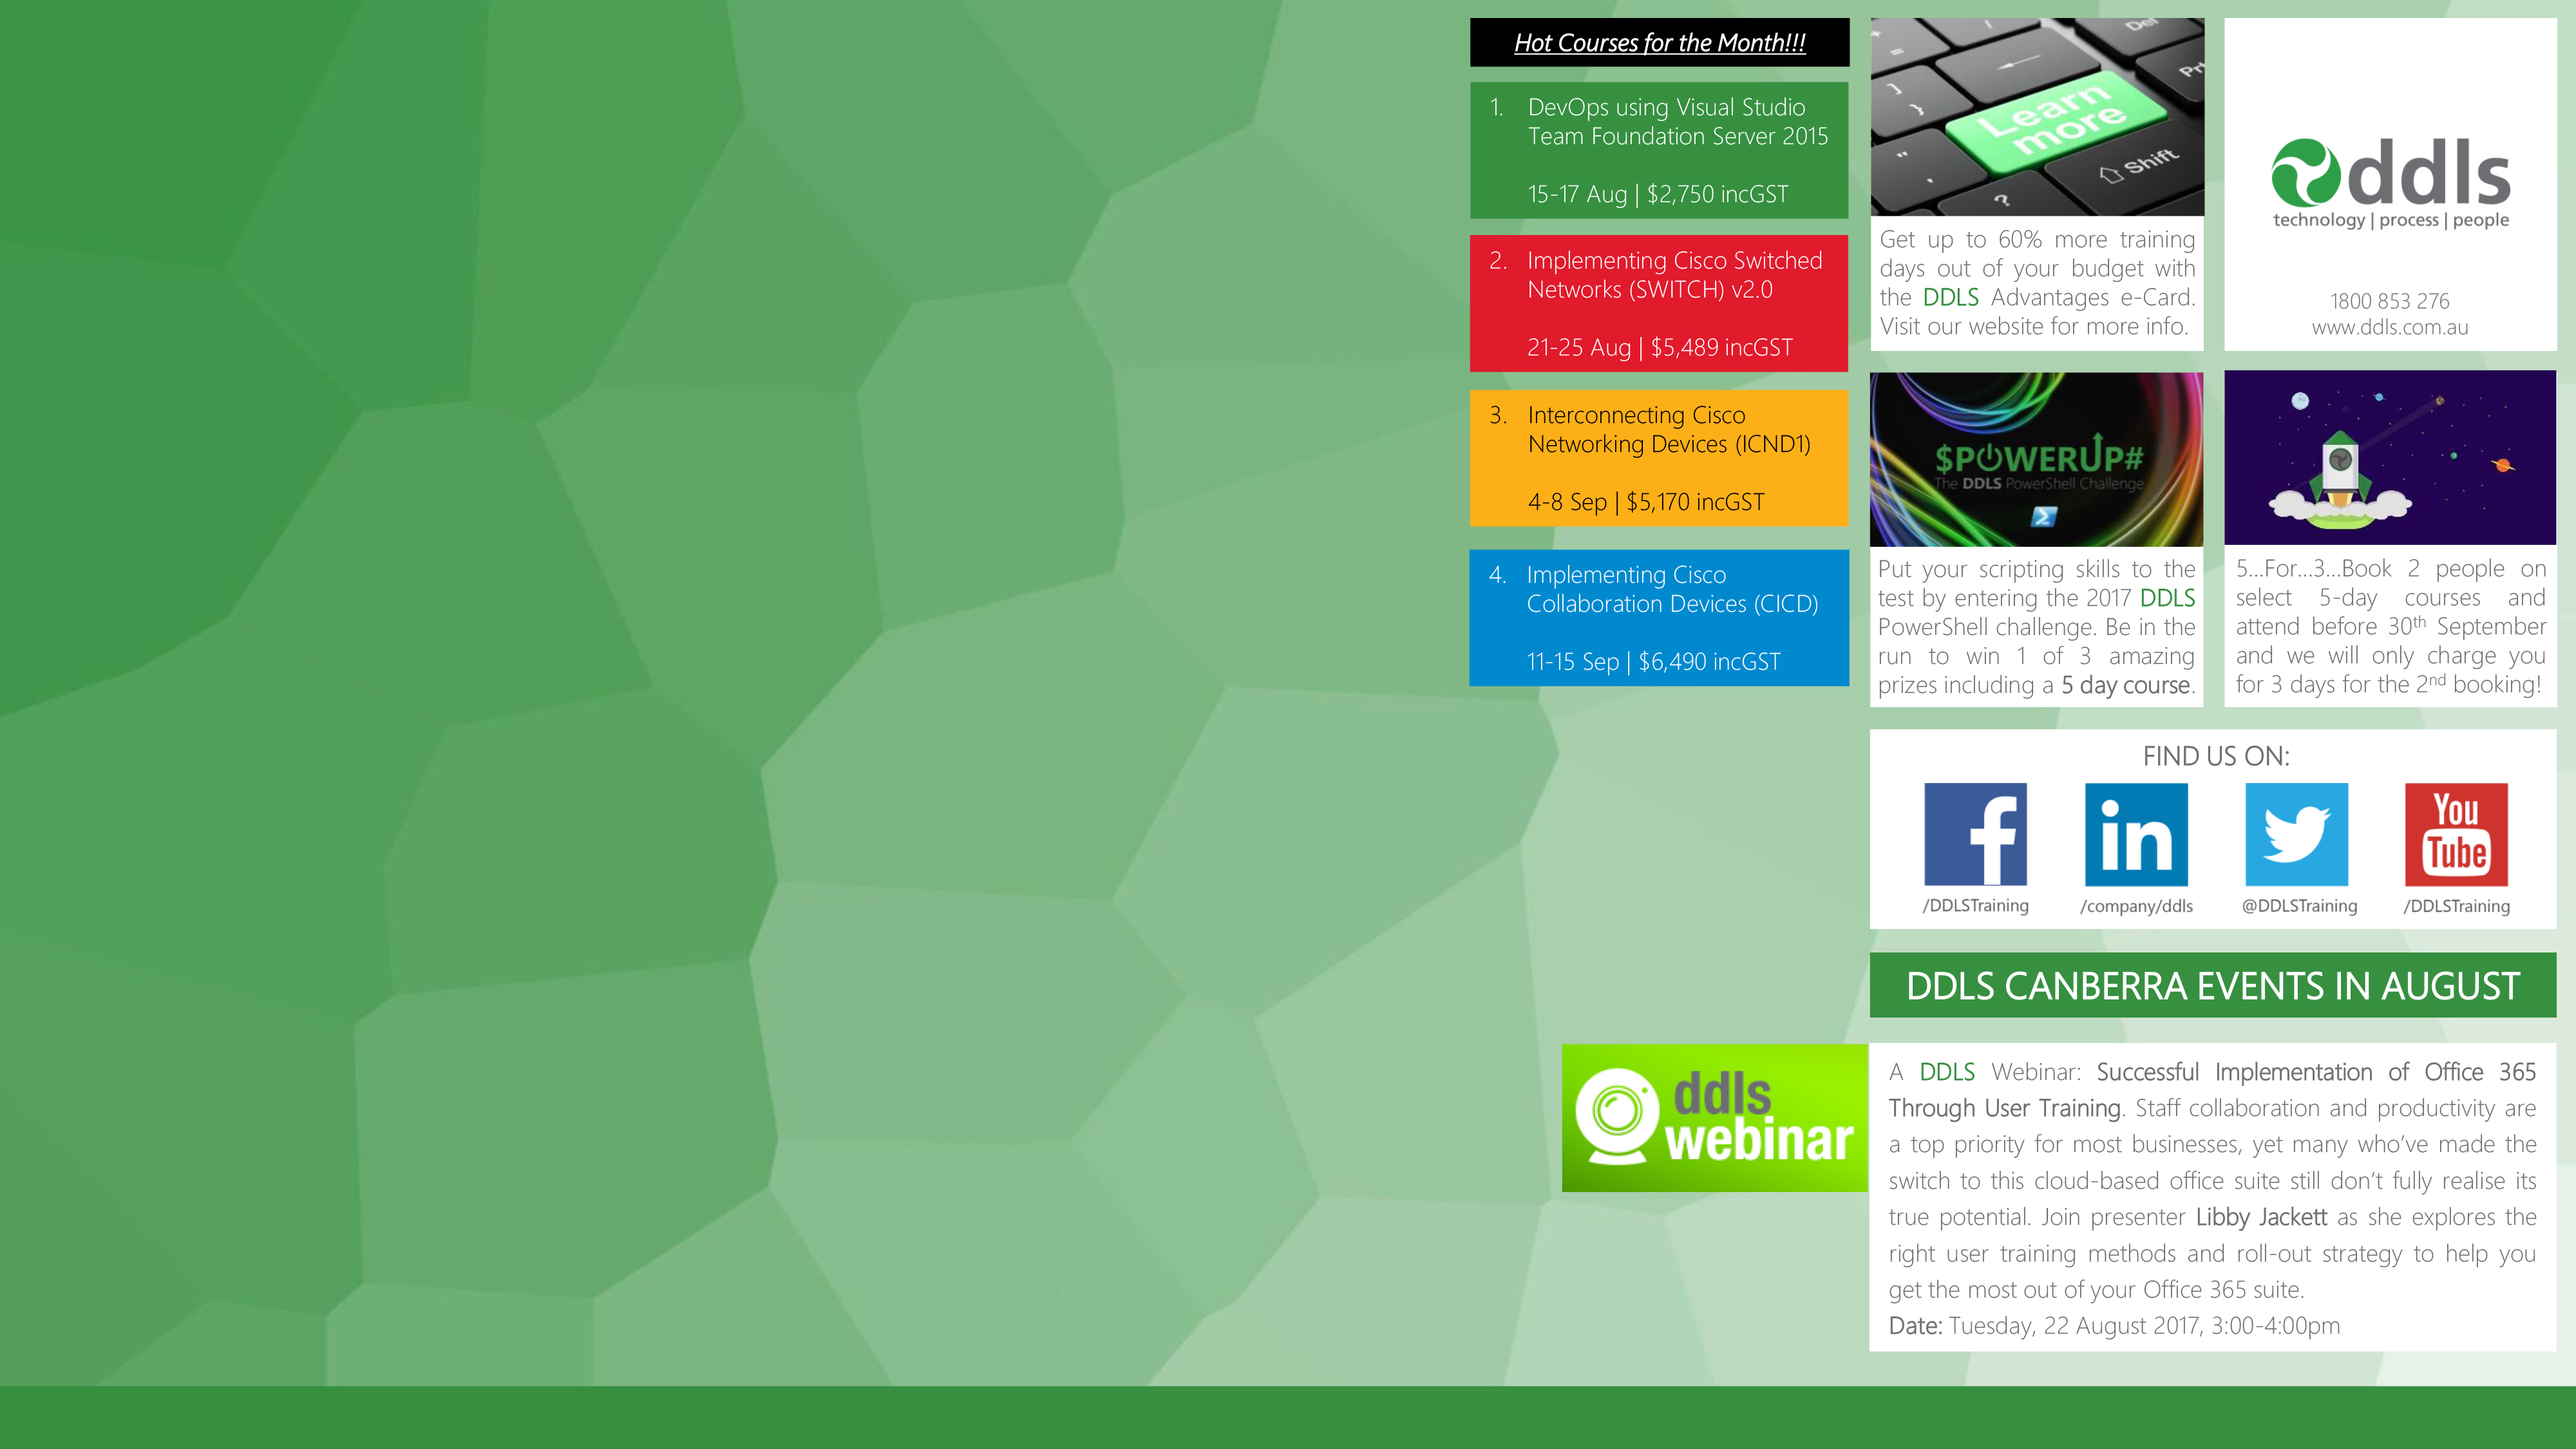 Hot Courses for the Month!!!
1. DevOps using Visual Studio
Team Foundation Server 2015
15-17 Aug | $2,750 incGST
2. Implementing Cisco Switched
Networks (SWITCH) v2.0
21-25 Aug | $5,489 incGST
3. Interconnecting Cisco
Networking Devices (ICND1)
4-8 Sep | $5,170 incGST
4. Implementing Cisco
Collaboration Devices (CICD)
11-15 Sep | $6,490 incGST
Del
Learn
more
Shift
Get up to 60% more training
days out of your budget with
the DDLS Advantages e-Card.
Visit our website for more info.
ddls
technology | process | people
1800 853 276
www.ddls.com.au
$POWERUP#
The DDLS PowerShell Challenge
Put your scripting skills to the
test by entering the 2017 DDLS
PowerShell challenge. Be in the
run to win 1 of 3 amazing
prizes including a 5 day course.
5...For...3...Book 2 people on
select 5-day courses and
attend before 30th September
and we will only charge you
for 3 days for the 2nd booking!
FIND US ON:
f
in
You
Tube
/DDLSTraining
/company/ddls
@DDLSTraining
/DDLSTraining
DDLS CANBERRA EVENTS IN AUGUST
ddls
webinar
A DDLS Webinar: Successful Implementation of Office 365
Through User Training. Staff collaboration and productivity are
a top priority for most businesses, yet many who’ve made the
switch to this cloud-based office suite still don’t fully realise its
true potential. Join presenter Libby Jackett as she explores the
right user training methods and roll-out strategy to help you
get the most out of your Office 365 suite.
Date: Tuesday, 22 August 2017, 3:00-4:00pm